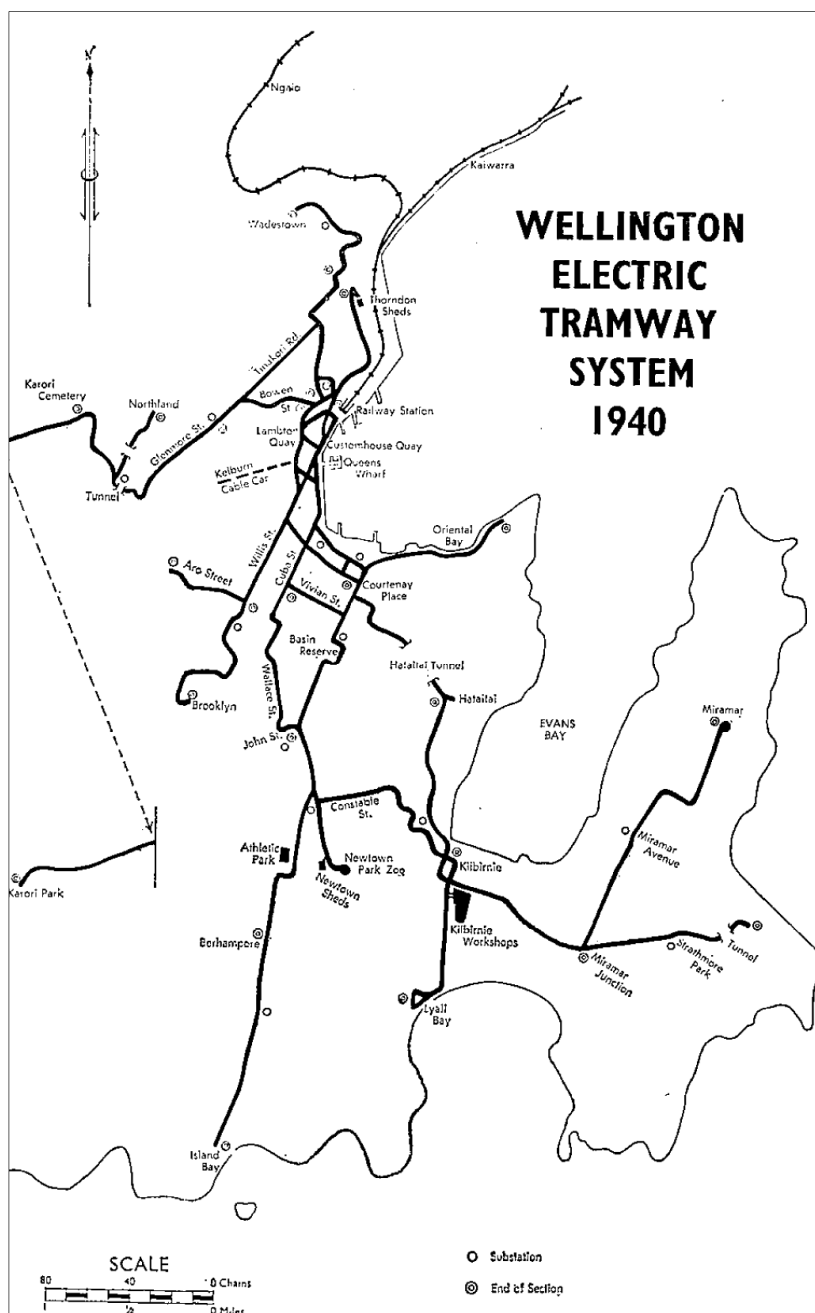 N
Ngaio
Kaiwarra
WELLINGTON
ELECTRIC
TRAMWAY
SYSTEM
1940
Wadestown
Thorndon
Sheds
Tinakori Rd.
Karori
Cemetery
Northland
Bowen
St.
Glenmore St.
Railway Station
Lambton
Quay
Customhouse Quay
Queens
Wharf
Kelburn
Cable Car
Tunnel
Oriental
Bay
Willis St.
Cuba St.
Aro Street
Vivian St.
Courtenay
Place
Basin
Reserve
Hataitai Tunnel
Hataitai
Wallace St.
Brooklyn
EVANS
BAY
Miramar
John St.
Constable
St.
Miramar
Avenue
Athletic
Park
Newtown
Park Zoo
Newtown
Sheds
Kilbirnie
Karori Park
Kilbirnie
Workshops
Berhampore
Miramar
Junction
Strathmore
Park
Tunnel
Lyall
Bay
Island
Bay
SCALE
80 40 0 Chains
½ 0 Miles
Substation
End of Section